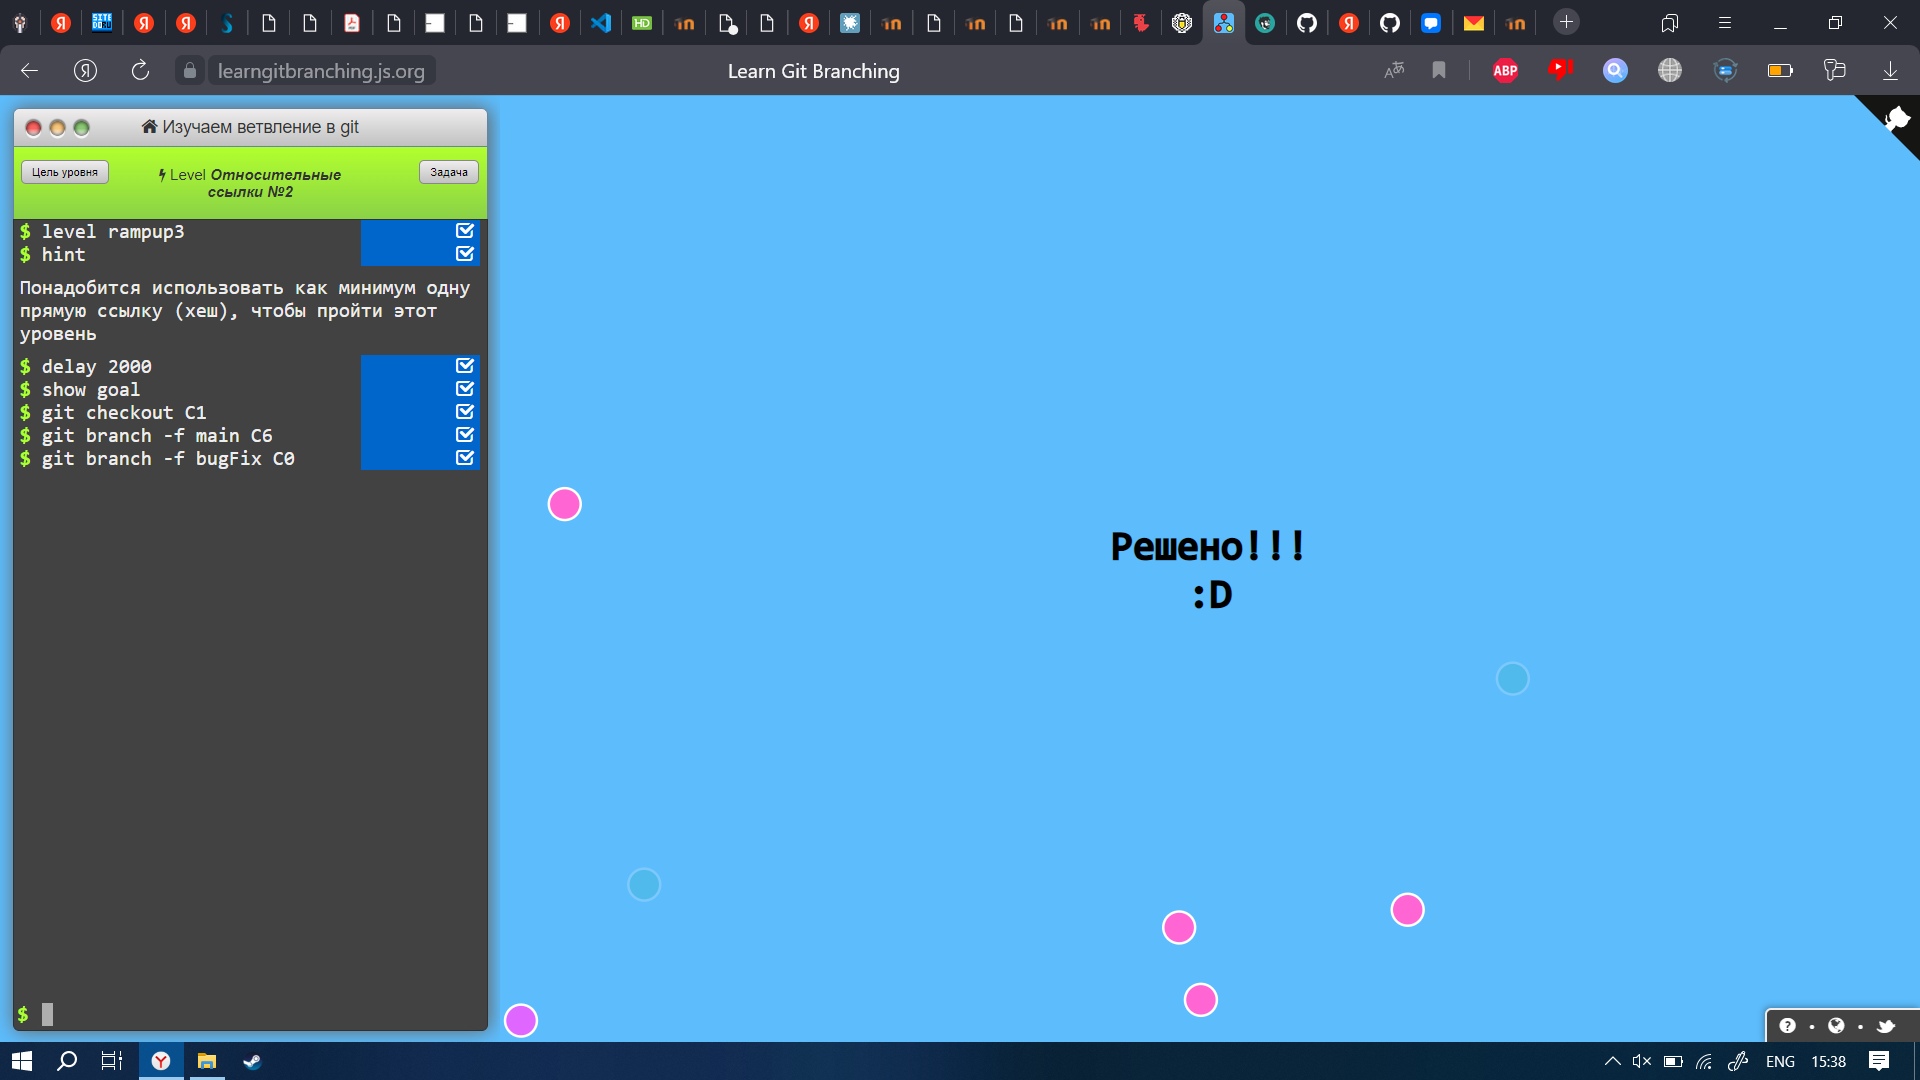 SITE
HD
learngitbranching.js.org
Learn Git Branching
ABP
Изучаем ветвление в git
Цель уровня
Level Относительные
ссылки №2
Задача
$ level rampup3
$ hint
Понадобится использовать как минимум одну
прямую ссылку (хеш), чтобы пройти этот
уровень
$ delay 2000
$ show goal
$ git checkout C1
$ git branch -f main C6
$ git branch -f bugFix C0
Решено!!!
:D
$
ENG
15:38